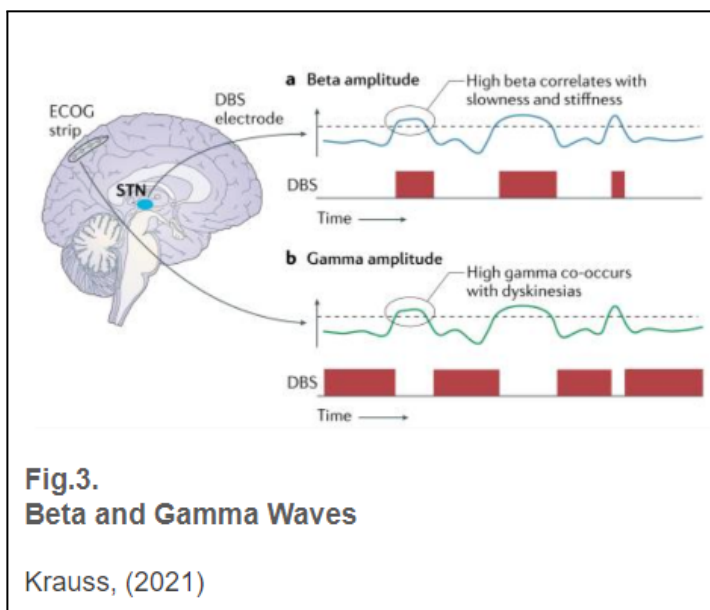 a Beta amplitude
High beta correlates with
slowness and stiffness
ECOG
strip
DBS
electrode
STN
DBS
Time
b Gamma amplitude
High gamma co-occurs
with dyskinesias
DBS
Time
Fig.3.
Beta and Gamma Waves
Krauss, (2021)